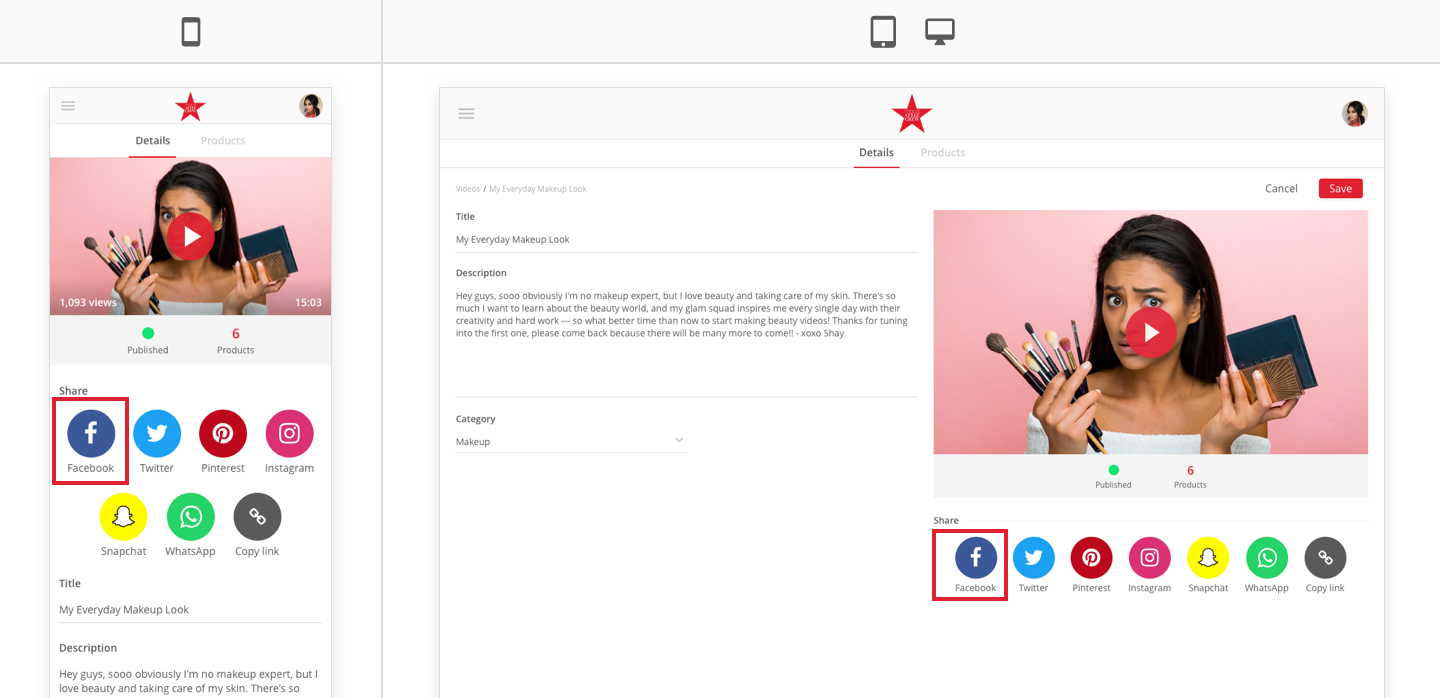 Details Products
1,093 views 15:03
Published 6 Products
Share
Facebook Twitter Pinterest Instagram
Snapchat WhatsApp Copy link
Title
My Everyday Makeup Look
Description
Hey guys, sooo obviously I'm no makeup expert, but I
love beauty and taking care of my skin. There's so
Details Products
Videos / My Everyday Makeup Look
Cancel Save
Title
My Everyday Makeup Look
Description
Hey guys, sooo obviously I'm no makeup expert, but I love beauty and taking care of my skin. There's so
much I want to learn about the beauty world, and my glam squad inspires me every single day with their
creativity and hard work --- so what better time than now to start making beauty videos! Thanks for tuning
into the first one, please come back because there will be many more to come!! - xoxo Shay
Category
Makeup
Published 6 Products
Share
Facebook Twitter Pinterest Instagram Snapchat WhatsApp Copy link